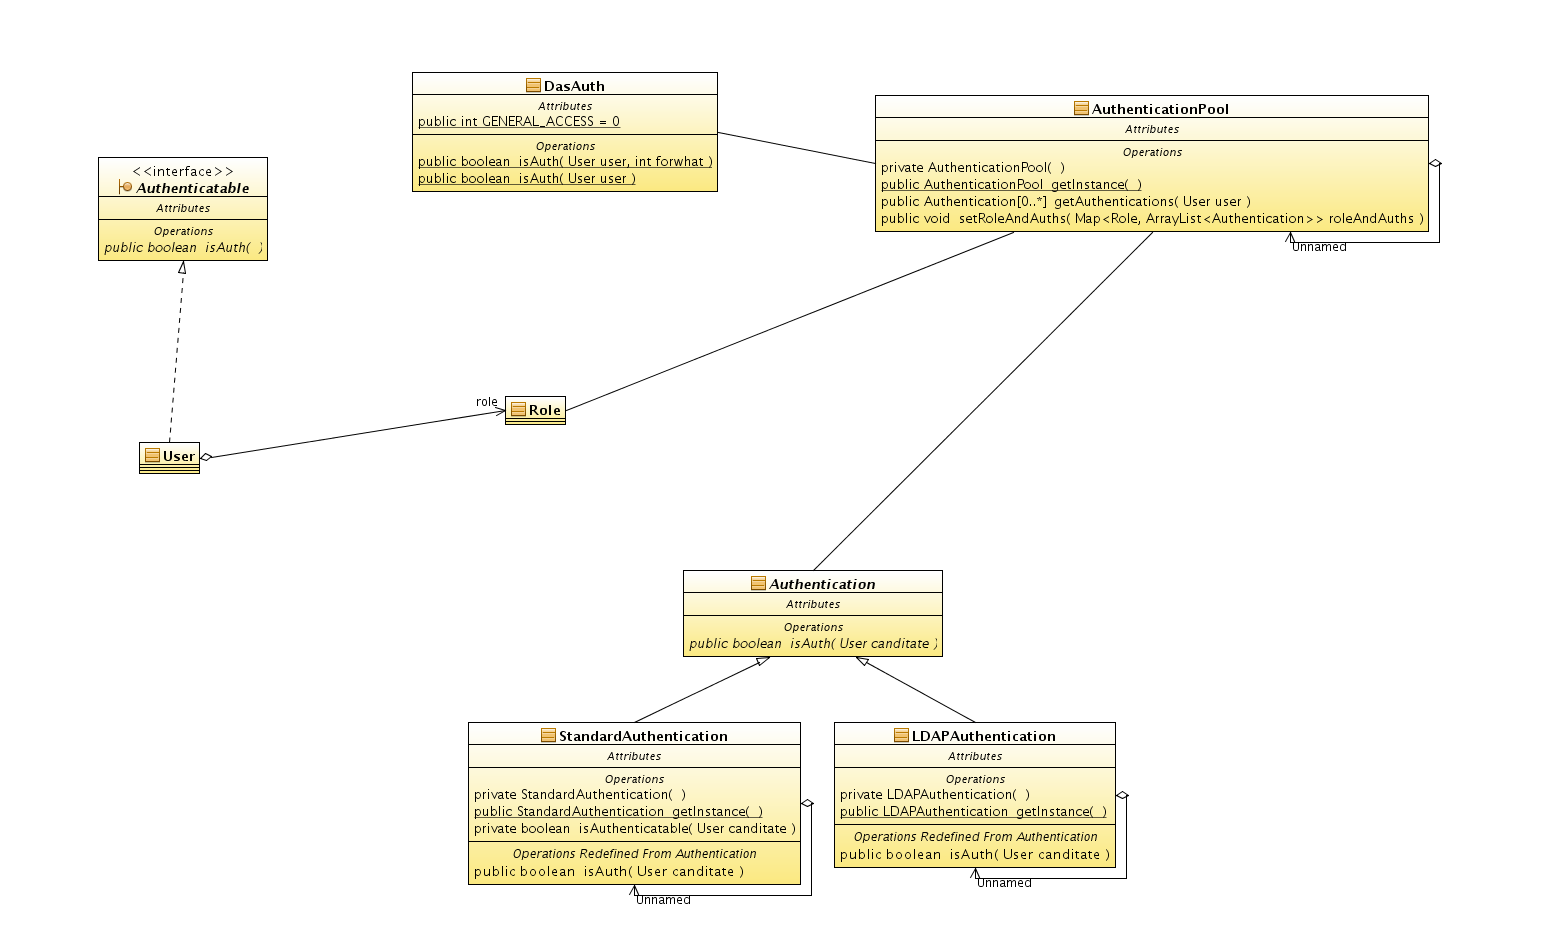 DasAuth
Attributes
public int GENERAL_ACCESS = 0
Operations
public boolean isAuth( User user, int forwhat )
public boolean isAuth( User user )
AuthenticationPool
Attributes
Operations
private AuthenticationPool( )
public AuthenticationPool getInstance( )
public Authentication[0..*] getAuthentications( User user )
public void setRoleAndAuths( Map<Role, ArrayList<Authentication>> roleAndAuths )
Unnamed
<<interface>>
Authenticatable
Attributes
Operations
public boolean isAuth( )
role
Role
User
Authentication
Attributes
Operations
public boolean isAuth( User canditate )
StandardAuthentication
Attributes
Operations
private StandardAuthentication( )
public StandardAuthentication getInstance( )
private boolean isAuthenticatable( User canditate )
Operations Redefined From Authentication
public boolean isAuth( User canditate )
Unnamed
LDAPAuthentication
Attributes
Operations
private LDAPAuthentication( )
public LDAPAuthentication getInstance( )
Operations Redefined From Authentication
public boolean isAuth( User canditate )
Unnamed